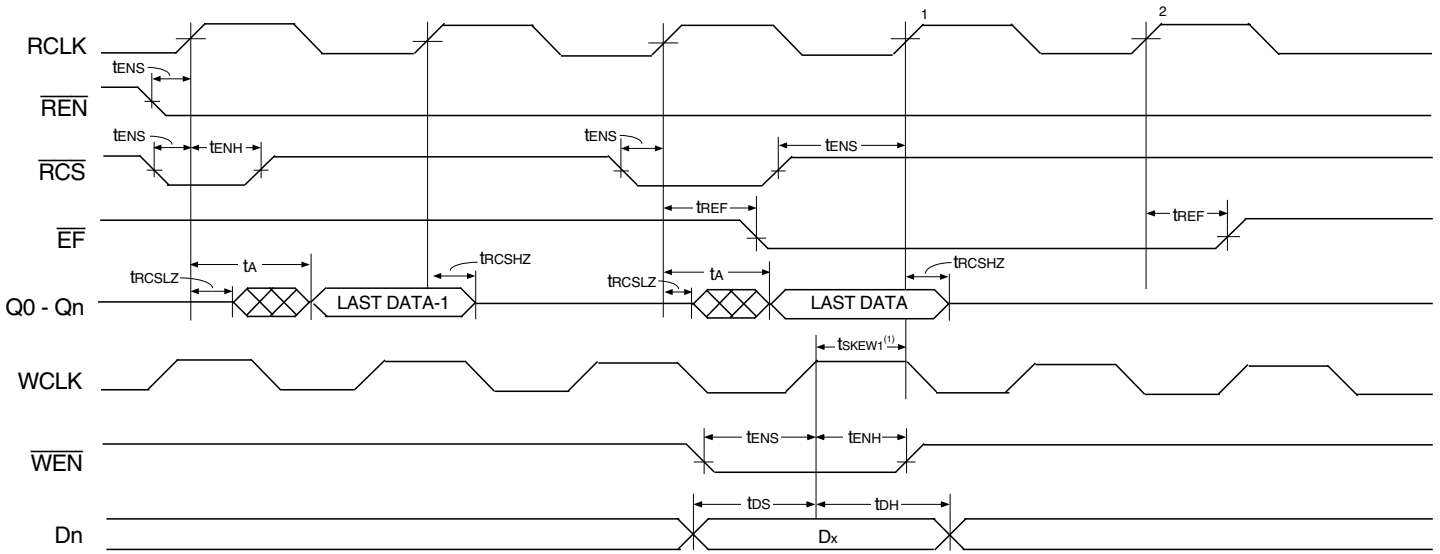 1 2
RCLK
tENS
REN
tENS tENH tENS tENS
RCS
tREF tREF
EF
tA tRCSHZ tA tRCSHZ
tRCSLZ tRCSLZ
Q0 - Qn LAST DATA-1 LAST DATA
tSKEW1(1)
WCLK
tENS tENH
WEN
tDS tDH
Dn Dx